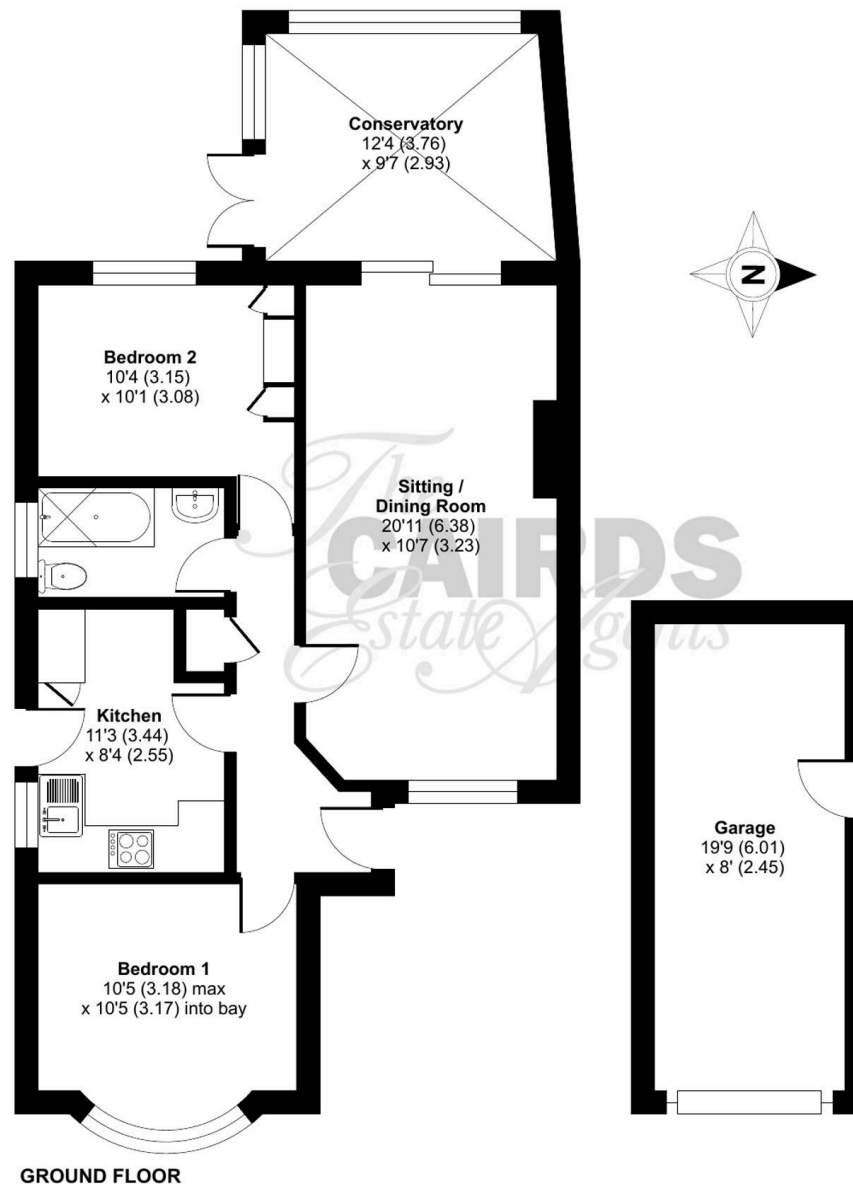 Conservatory
12'4 (3.76)
x 9'7 (2.93)
N
Bedroom 2
10'4 (3.15)
x 10'1 (3.08)
Sitting /
Dining Room
20'11 (6.38)
x 10'7 (3.23)
The
CAIRDS
Estate Agents
Kitchen
11'3 (3.44)
x 8'4 (2.55)
Garage
19'9 (6.01)
x 8' (2.45)
Bedroom 1
10'5 (3.18) max
x 10'5 (3.17) into bay
GROUND FLOOR